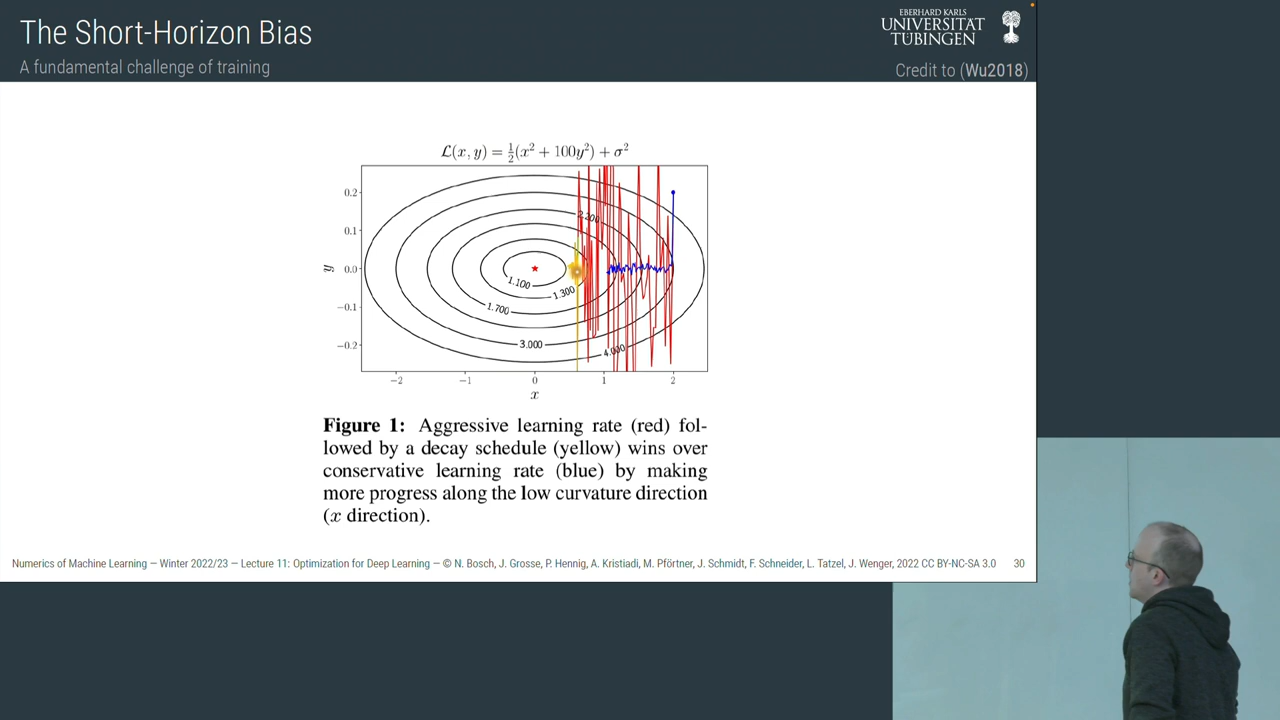 The Short-Horizon Bias
A fundamental challenge of training
EBERHARD KARLS
UNIVERSITÄT
TÜBINGEN
Credit to (Wu2018)
ℒ(x, y) = ½(x² + 100y²) + σ²
0.2
0.1
0.0
−0.1
−0.2
y
2.200
1.100
1.300
1.700
3.000
4.000
−2 −1 0 1 2
x
Figure 1: Aggressive learning rate (red) fol-
lowed by a decay schedule (yellow) wins over
conservative learning rate (blue) by making
more progress along the low curvature direction
(x direction).
Numerics of Machine Learning — Winter 2022/23 — Lecture 11: Optimization for Deep Learning — © N. Bosch, J. Grosse, P. Hennig, A. Kristiadi, M. Pförtner, J. Schmidt, F. Schneider, L. Tatzel, J. Wenger, 2022 CC BY-NC-SA 3.0 30